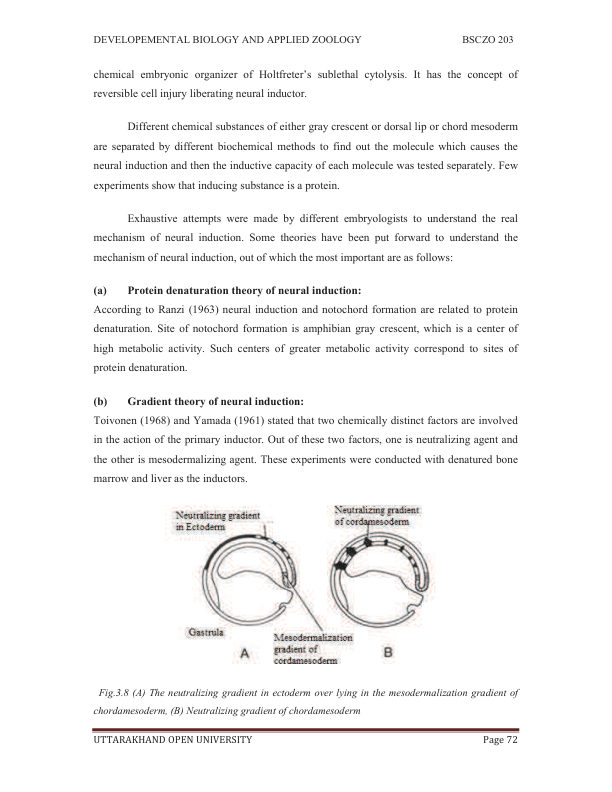 DEVELOPEMENTAL BIOLOGY AND APPLIED ZOOLOGY BSCZO 203
chemical embryonic organizer of Holtfreter's sublethal cytolysis. It has the concept of
reversible cell injury liberating neural inductor.
Different chemical substances of either gray crescent or dorsal lip or chord mesoderm
are separated by different biochemical methods to find out the molecule which causes the
neural induction and then the inductive capacity of each molecule was tested separately. Few
experiments show that inducing substance is a protein.
Exhaustive attempts were made by different embryologists to understand the real
mechanism of neural induction. Some theories have been put forward to understand the
mechanism of neural induction, out of which the most important are as follows:
(a) Protein denaturation theory of neural induction:
According to Ranzi (1963) neural induction and notochord formation are related to protein
denaturation. Site of notochord formation is amphibian gray crescent, which is a center of
high metabolic activity. Such centers of greater metabolic activity correspond to sites of
protein denaturation.
(b) Gradient theory of neural induction:
Toivonen (1968) and Yamada (1961) stated that two chemically distinct factors are involved
in the action of the primary inductor. Out of these two factors, one is neutralizing agent and
the other is mesodermalizing agent. These experiments were conducted with denatured bone
marrow and liver as the inductors.
Neutralizing gradient
in Ectoderm
Neutralizing gradient
of cordamesoderm
Gastrula
Mesodermalization
gradient of
cordamesoderm
A
B
Fig.3.8 (A) The neutralizing gradient in ectoderm over lying in the mesodermalization gradient of
chordamesoderm, (B) Neutralizing gradient of chordamesoderm
UTTARAKHAND OPEN UNIVERSITY Page 72